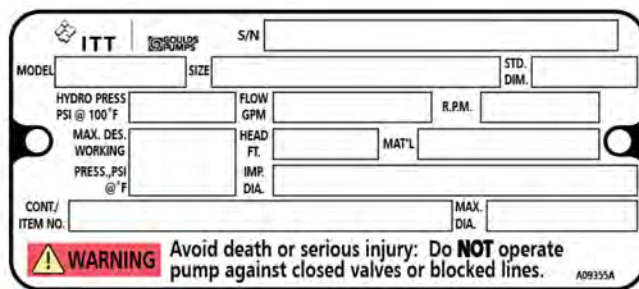 ITT GOULDS PUMPS S/N
MODEL SIZE STD. DIM.
HYDRO PRESS PSI @ 100°F FLOW GPM R.P.M.
MAX. DES. WORKING HEAD FT. MAT'L
PRESS.,PSI @°F IMP. DIA.
CONT./ ITEM NO. MAX. DIA.
WARNING Avoid death or serious injury: Do NOT operate
pump against closed valves or blocked lines. A09355A